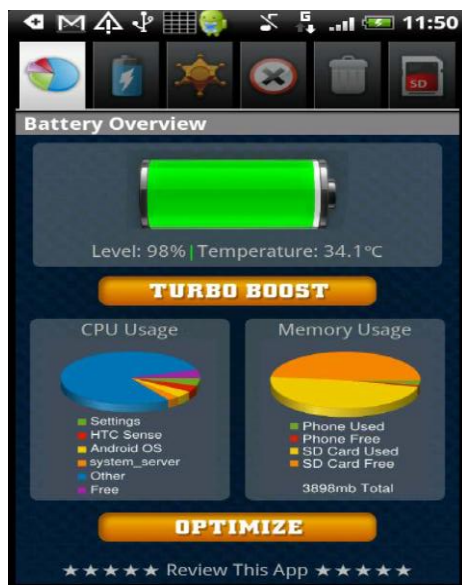 G
11:50
SD
Battery Overview
Level: 98%|Temperature: 34.1°C
TURBO BOOST
CPU Usage
Memory Usage
Settings
HTC Sense
Android OS
system_server
Other
Free
Phone Used
Phone Free
SD Card Used
SD Card Free
3898mb Total
OPTIMIZE
★★★★★ Review This App ★★★★★